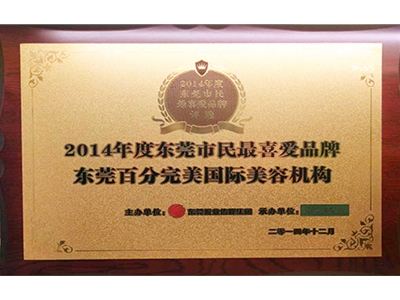 2014年度
东莞市民
最喜爱品牌
2014年度东莞市民最喜爱品牌
东莞百分完美国际美容机构
主办单位： 承办单位：
二零一四年十二月